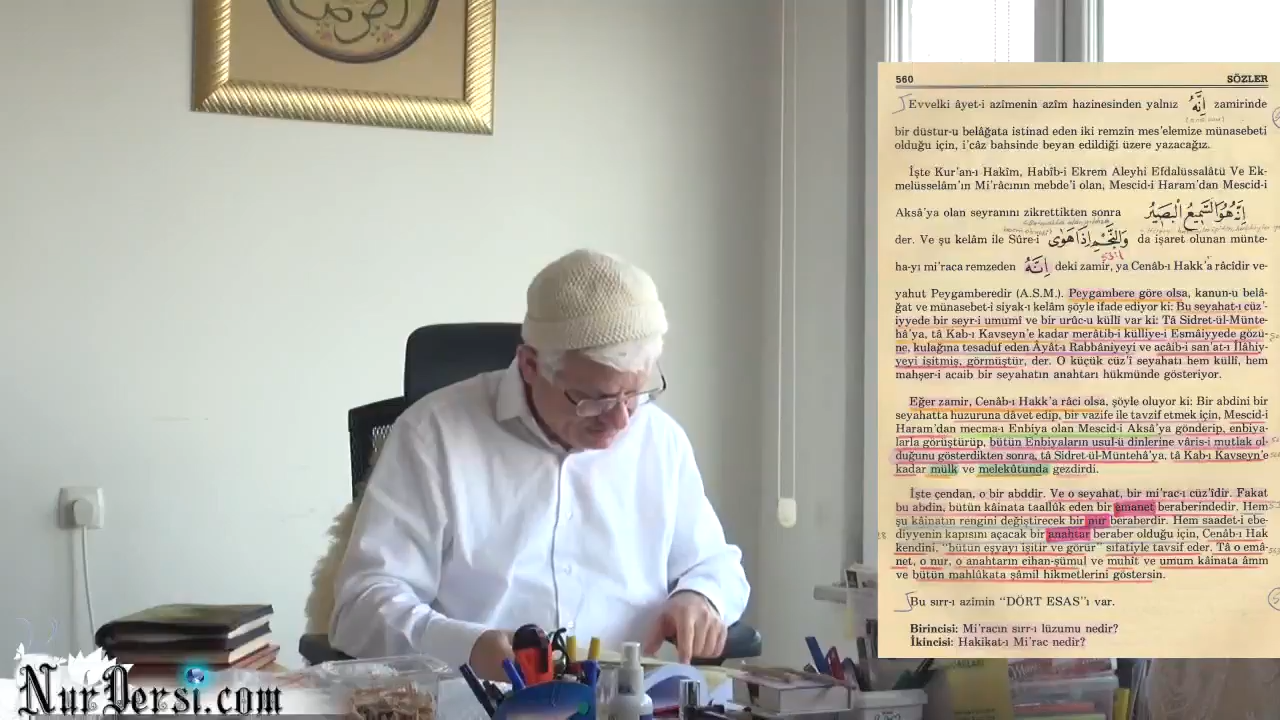 560 SÖZLER
Evvelki âyet-i azîmenin azîm hazinesinden yalnız اِنَّهُ zamirinde
bir düstur-u belâğata istinad eden iki remzin mes'elemize münasebeti
olduğu için, i'câz bahsinde beyan edildiği üzere yazacağız.
İşte Kur'an-ı Hakîm, Habîb-i Ekrem Aleyhi Efdalüssalâtü Ve Ek-
melüsselâm'ın Mi'râcının mebde'i olan, Mescid-i Haram'dan Mescid-i
Aksâ'ya olan seyranını zikrettikten sonra اِنَّهُ هُوَ السَّمِيعُ الْبَصِيرُ
der. Ve şu kelâm ile Sûre-i وَالنَّجْمِ اِذَا هَوٰى da işaret olunan münte-
ha-yı mi'raca remzeden اِنَّهُ deki zamir, ya Cenâb-ı Hakk'a râcîdir ve-
yahut Peygamberedir (A.S.M.). Peygambere göre olsa, kanun-u belâ-
ğat ve münasebet-i siyak-ı kelâm şöyle ifade ediyor ki: Bu seyahat-ı cüz'-
iyyede bir seyr-i umumî ve bir urûc-u küllî var ki: Tâ Sidret-ül-Münte-
hâ'ya, tâ Kab-ı Kavseyn'e kadar merâtib-i külliye-i Esmâiyyede gözü-
ne, kulağına tesadüf eden Âyât-ı Rabbâniyeyi ve acâib-i san'at-ı İlâhiy-
yeyi işitmiş, görmüştür, der. O küçük cüz'î seyahatı hem küllî, hem
mahşer-i acaib bir seyahatın anahtarı hükmünde gösteriyor.
Eğer zamir, Cenâb-ı Hakk'a râci olsa, şöyle oluyor ki: Bir abdini bir
seyahatta huzuruna dâvet edip, bir vazife ile tavzif etmek için, Mescid-i
Haram'dan mecma-ı Enbiya olan Mescid-i Aksâ'ya gönderip, enbiya-
larla görüştürüp, bütün Enbiyaların usul-ü dinlerine vâris-i mutlak ol-
duğunu gösterdikten sonra, tâ Sidret-ül-Müntehâ'ya, tâ Kab-ı Kavseyn'e
kadar mülk ve melekûtunda gezdirdi.
İşte çendan, o bir abddir. Ve o seyahat, bir mi'rac-ı cüz'îdir. Fakat
bu abdin, bütün kâinata taallûk eden bir emanet beraberindedir. Hem
şu kâinatın rengini değiştirecek bir nur beraberdir. Hem saadet-i ebe-
diyyenin kapısını açacak bir anahtar beraber olduğu için, Cenâb-ı Hak
kendini, "bütün eşyayı işitir ve görür" sıfatiyle tavsif eder. Tâ o emâ-
net, o nur, o anahtarın cihan-şümul ve muhît ve umum kâinata âmm
ve bütün mahlûkata şâmil hikmetlerini göstersin.
Bu sırr-ı azîmin "DÖRT ESAS"ı var.
Birincisi: Mi'racın sırr-ı lüzumu nedir?
İkincisi: Hakikat-ı Mi'rac nedir?
NurDersi.com